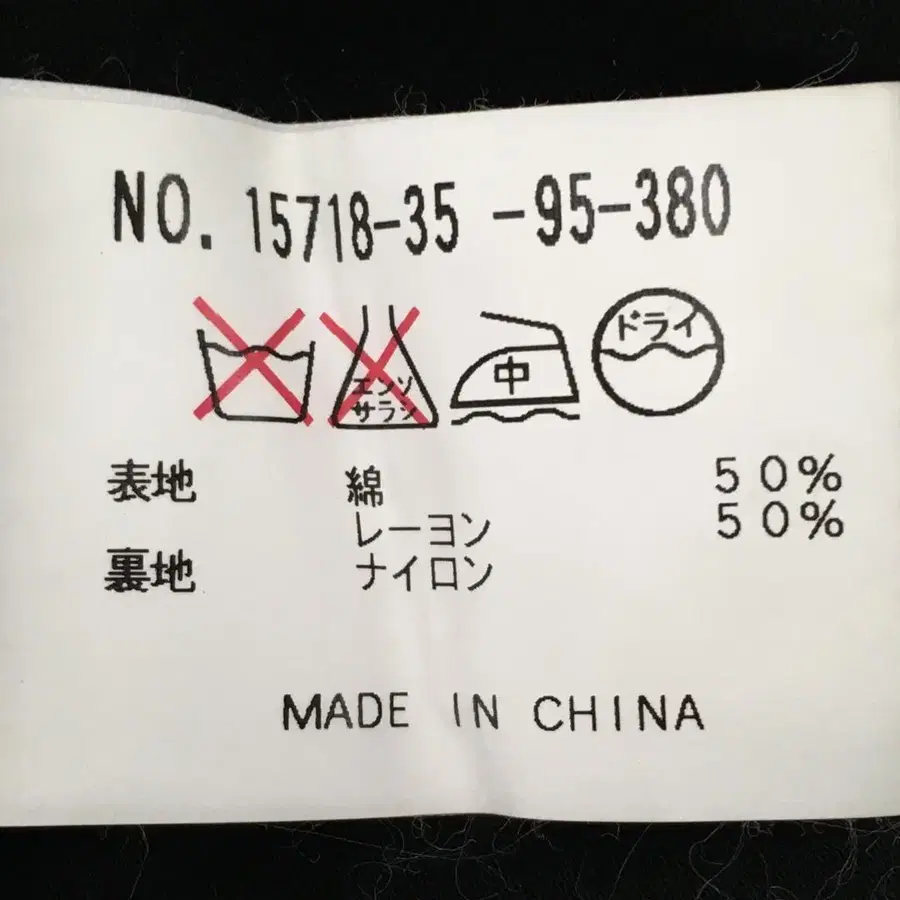 NO. 15718-35 -95-380
エンソ サラシ 中 ドライ
表地 綿 50%
レーヨン 50%
裏地 ナイロン
MADE IN CHINA